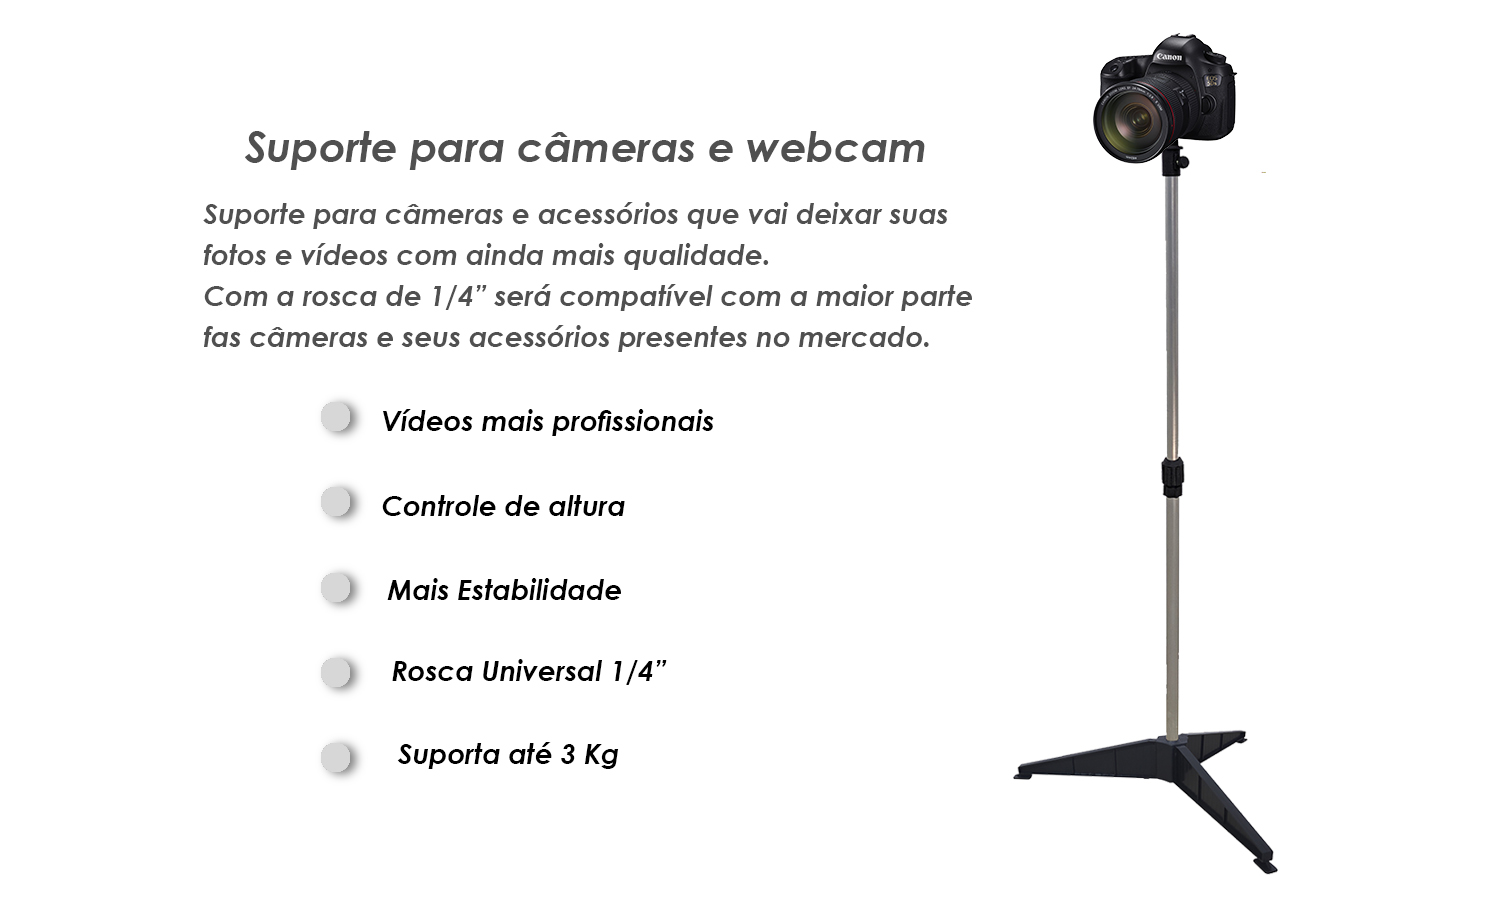 Suporte para câmeras e webcam
Suporte para câmeras e acessórios que vai deixar suas
fotos e vídeos com ainda mais qualidade.
Com a rosca de 1/4” será compatível com a maior parte
fas câmeras e seus acessórios presentes no mercado.
Vídeos mais profissionais
Controle de altura
Mais Estabilidade
Rosca Universal 1/4”
Suporta até 3 Kg
Canon
EOS